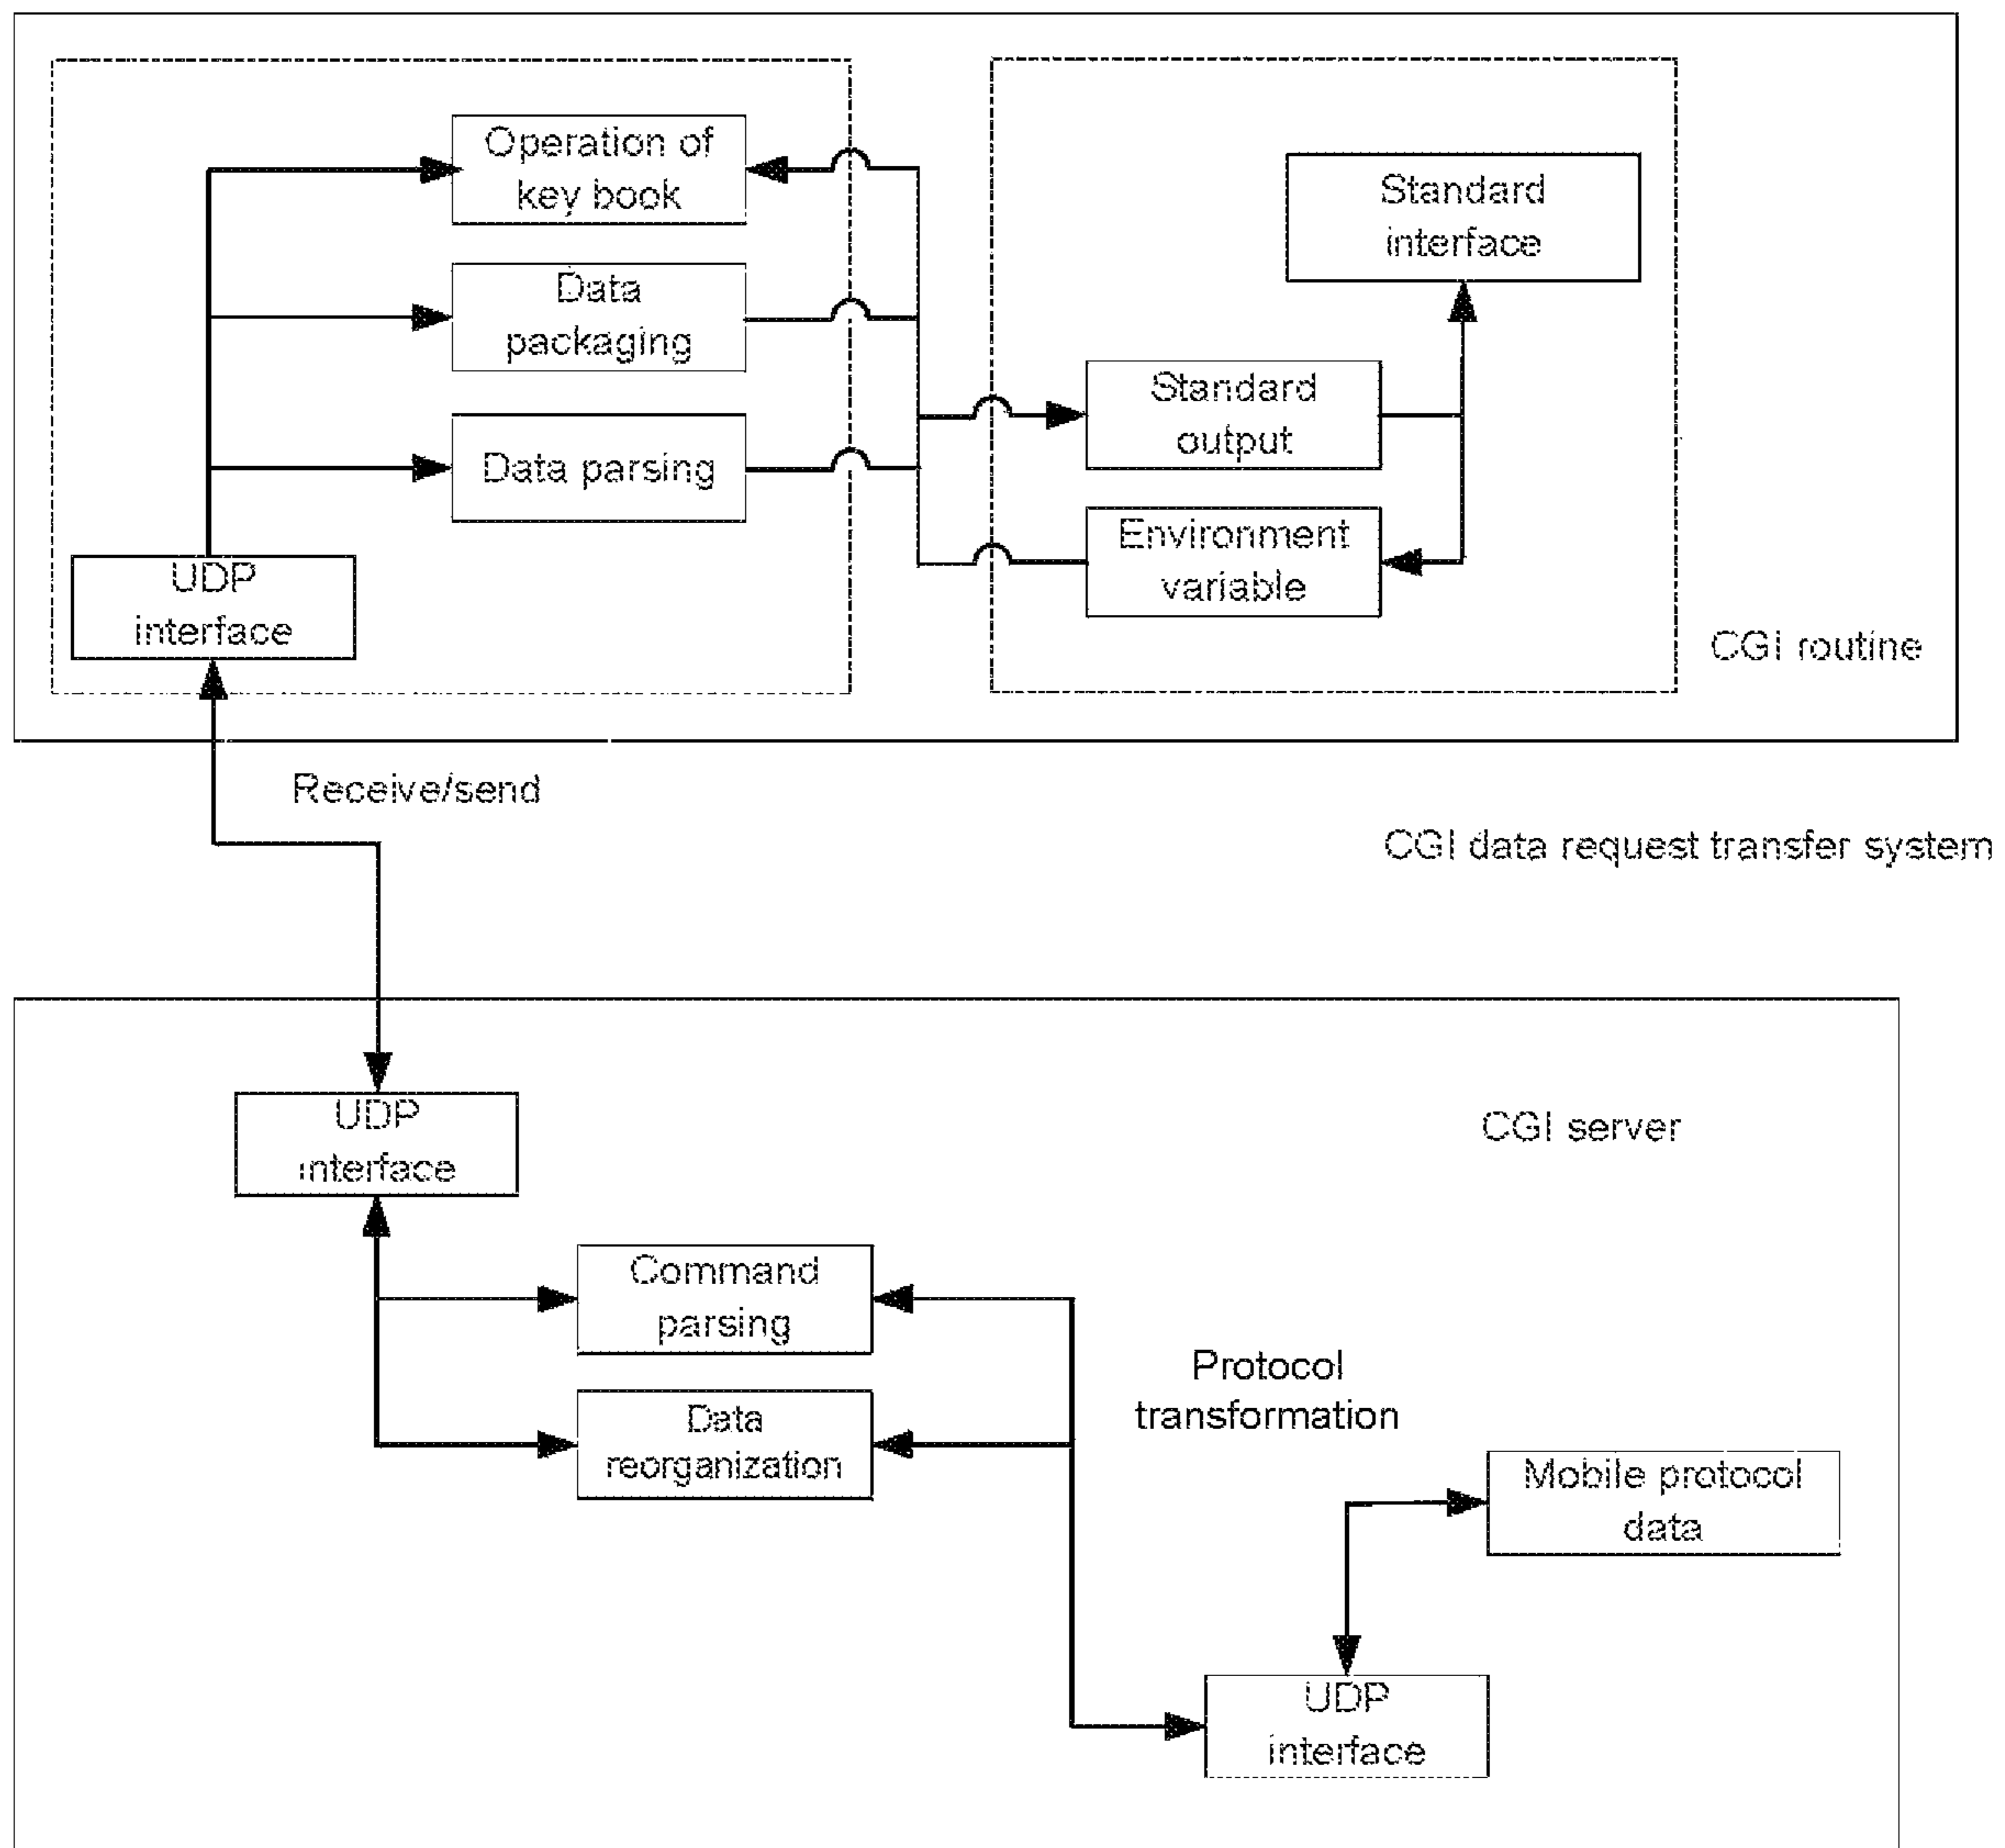 Operation of
key book
Standard
interface
Data
packaging
Standard
output
Data parsing
Environment
variable
UDP
interface
CGI routine
Receive/send
CGI data request transfer system
UDP
interface
CGI server
Command
parsing
Protocol
transformation
Data
reorganization
Mobile protocol
data
UDP
interface